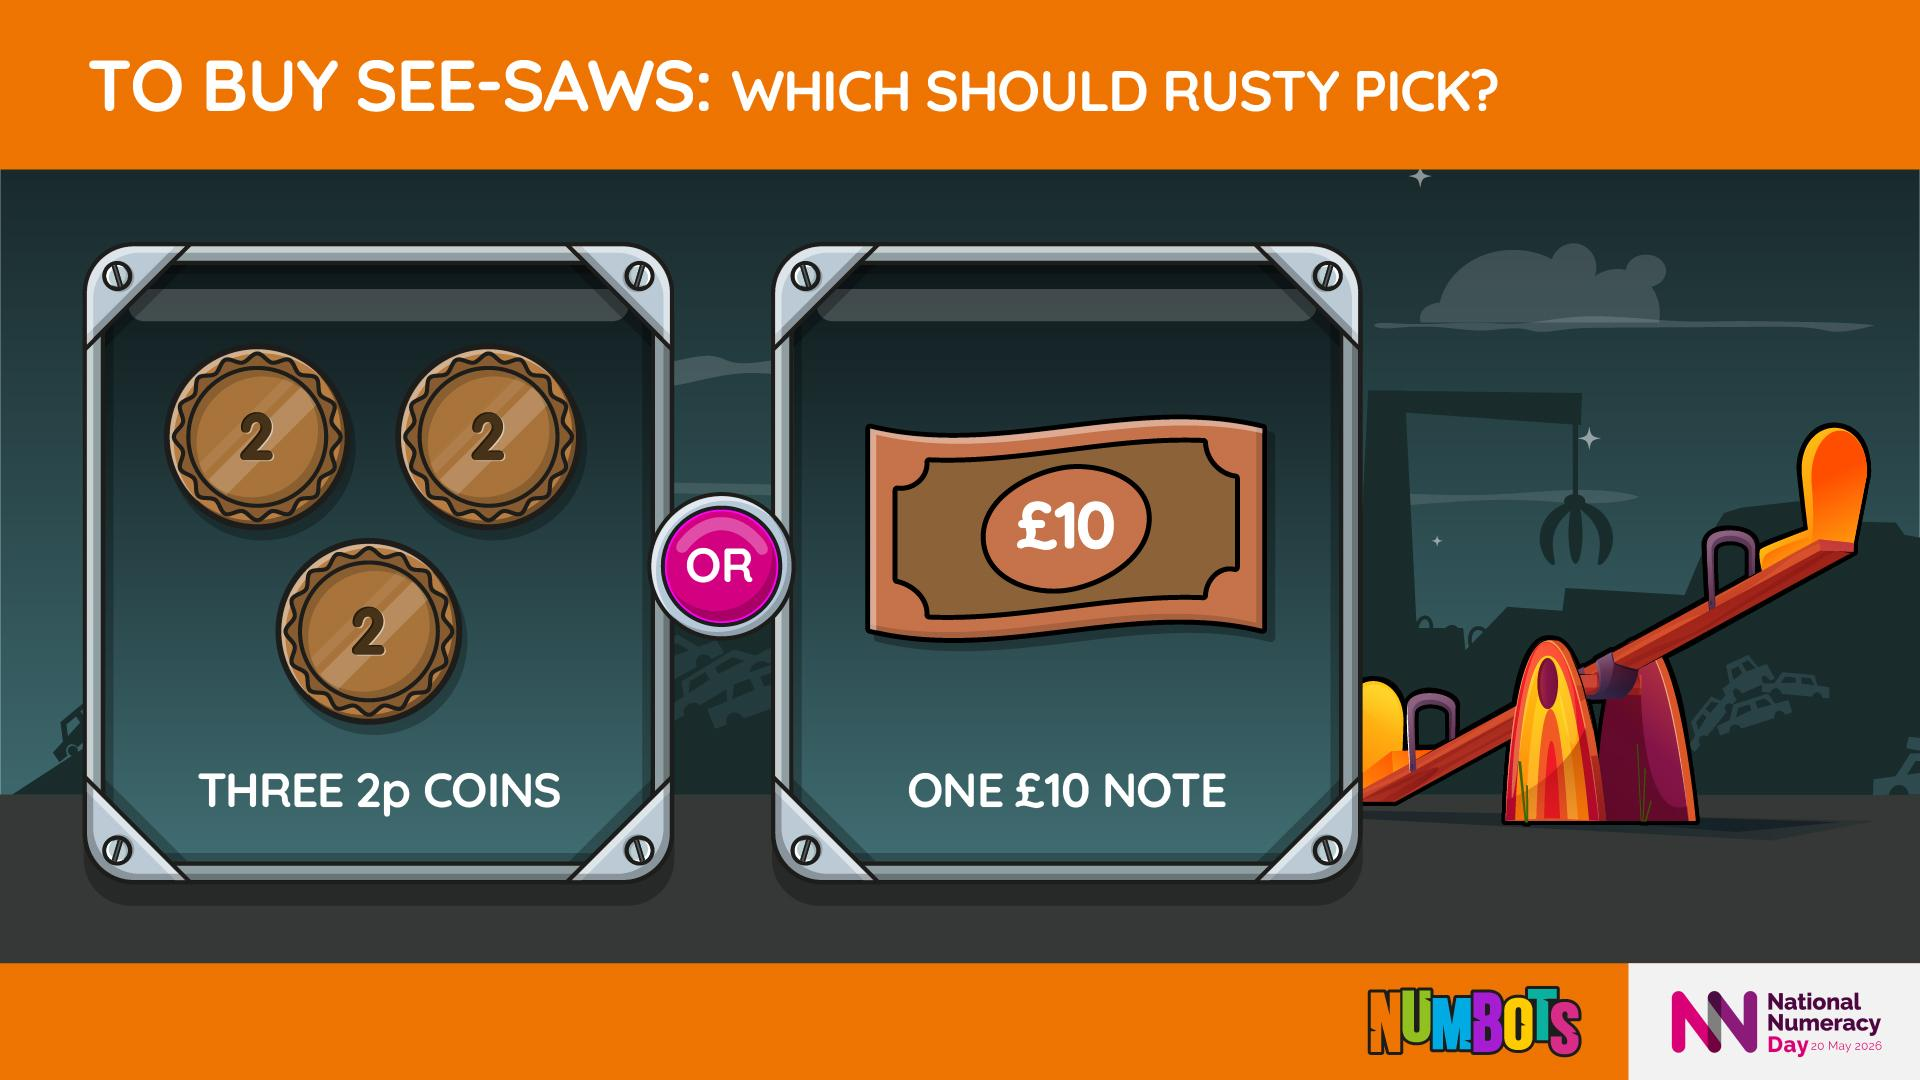 TO BUY SEE-SAWS: WHICH SHOULD RUSTY PICK?
2
2
2
THREE 2p COINS
OR
£10
ONE £10 NOTE
NUMBOTS
National
Numeracy
Day 20 May 2026